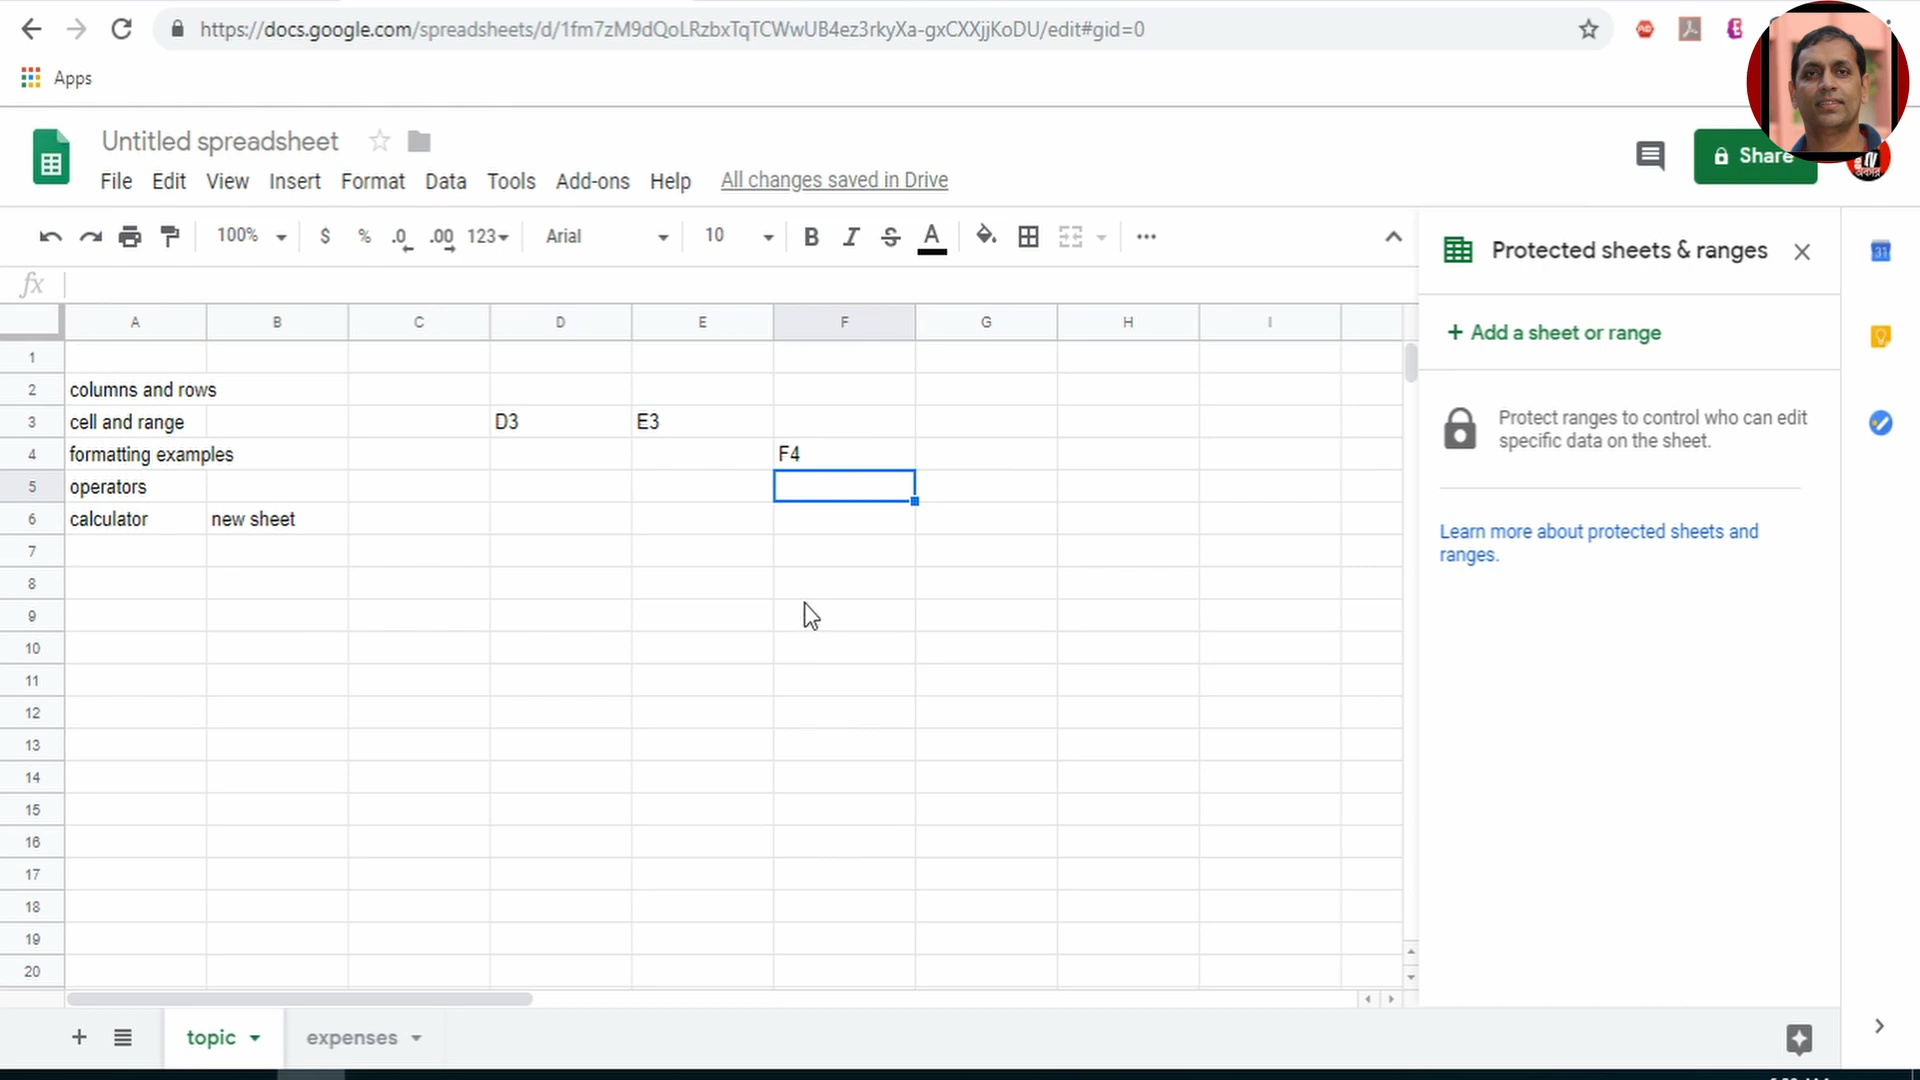 https://docs.google.com/spreadsheets/d/1fm7zM9dQoLRzbxTqTCWwUB4ez3rkyXa-gxCXXjjKoDU/edit#gid=0
Apps
Untitled spreadsheet
File Edit View Insert Format Data Tools Add-ons Help All changes saved in Drive
Share
100% $ % .0 .00 123 Arial 10 B I S A
fx
Protected sheets & ranges
+ Add a sheet or range
Protect ranges to control who can edit
specific data on the sheet.
Learn more about protected sheets and
ranges.
A B C D E F G H I
1
2 columns and rows
3 cell and range D3 E3
4 formatting examples F4
5 operators
6 calculator new sheet
7
8
9
10
11
12
13
14
15
16
17
18
19
20
topic expenses
31